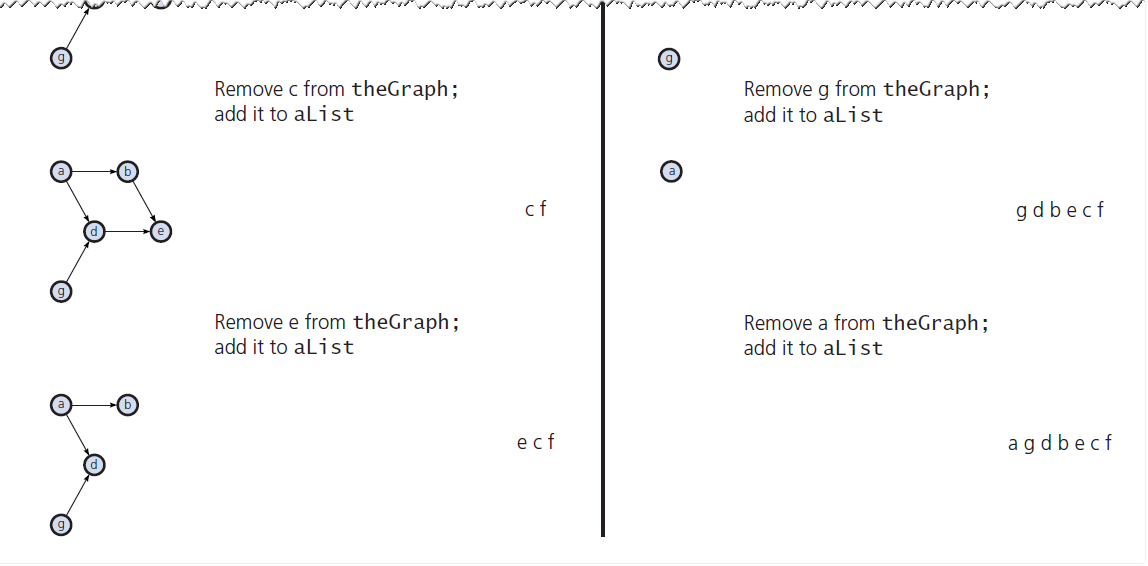 g
Remove c from theGraph;
add it to aList
a b
c f
d e
g
Remove e from theGraph;
add it to aList
a b
e c f
d
g
g
Remove g from theGraph;
add it to aList
a
g d b e c f
Remove a from theGraph;
add it to aList
a g d b e c f